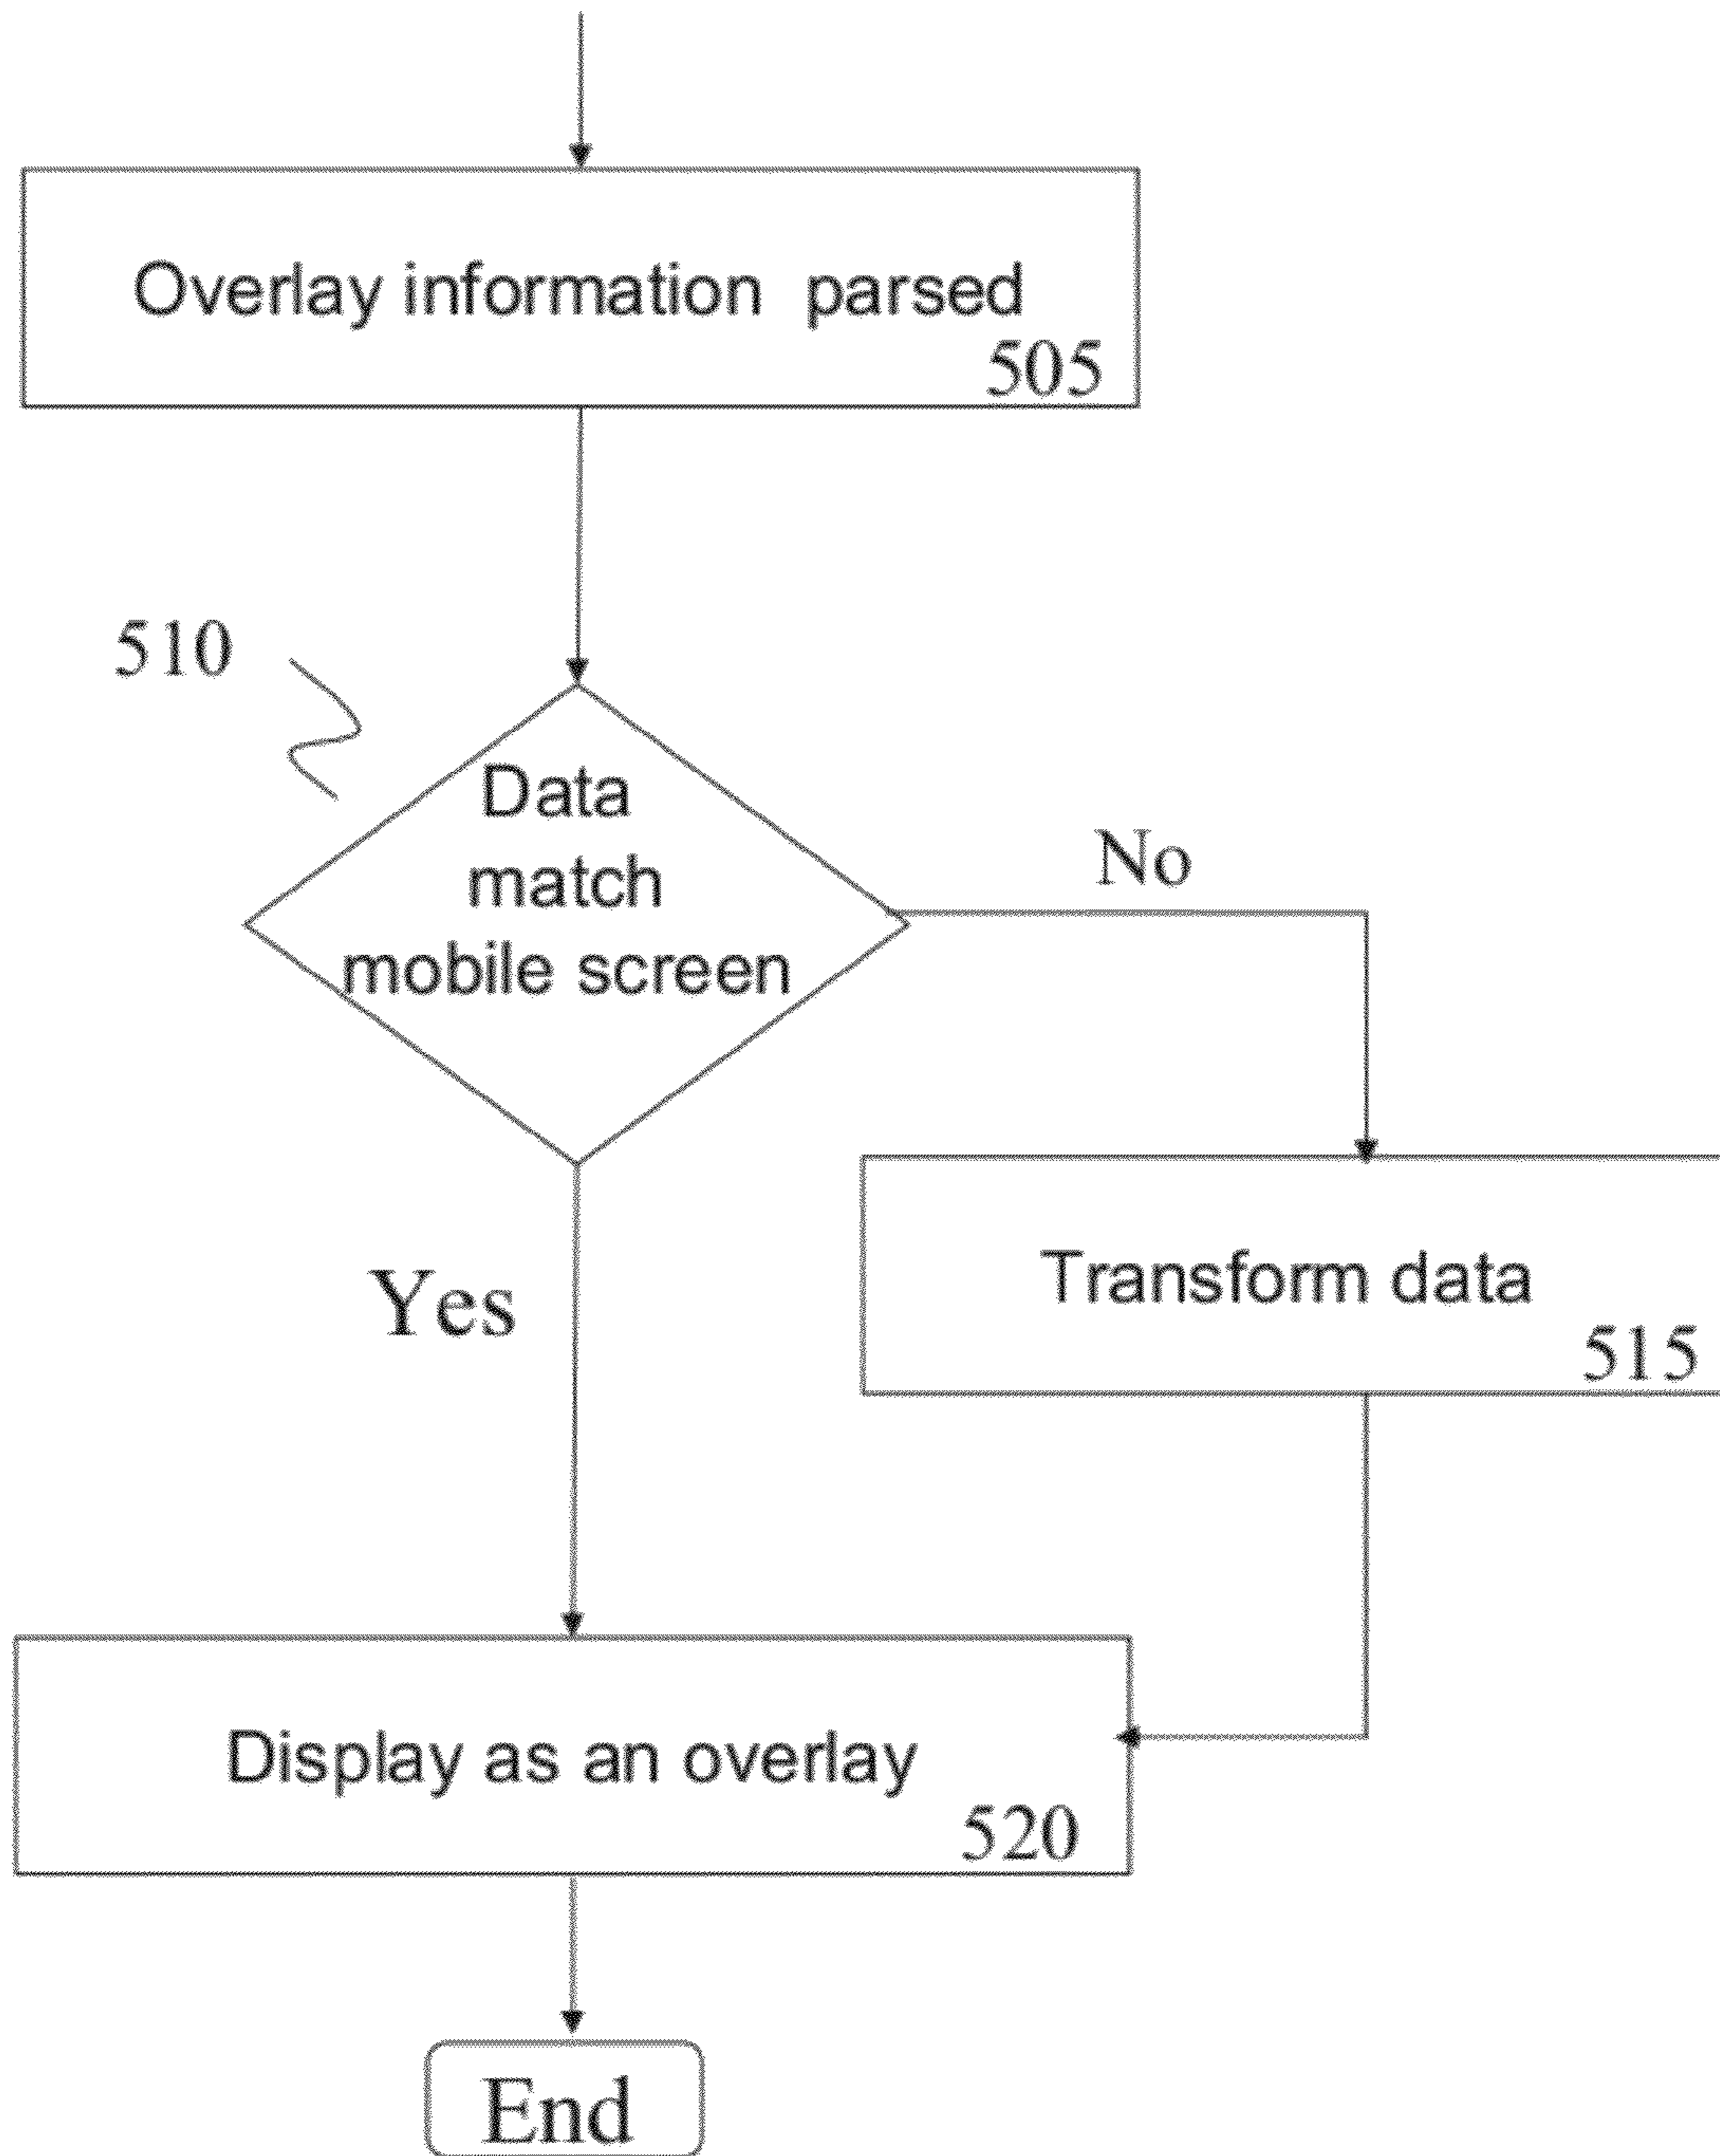 Overlay information parsed
505
510
Data
match
mobile screen
No
Yes
Transform data
515
Display as an overlay
520
End